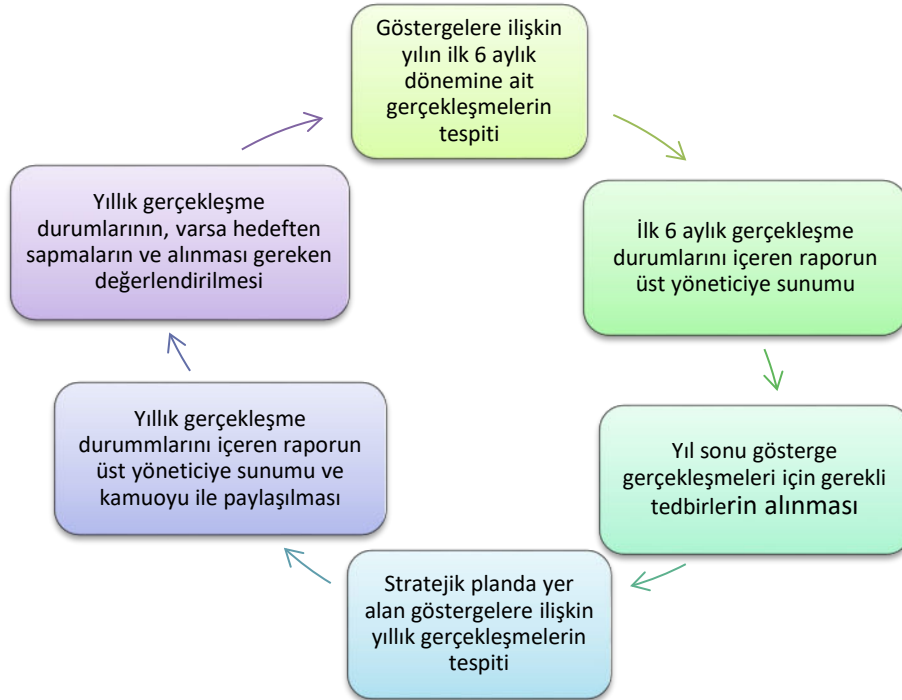 Göstergelere ilişkin
yılın ilk 6 aylık
dönemine ait
gerçekleşmelerin
tespiti
İlk 6 aylık gerçekleşme
durumlarını içeren raporun
üst yöneticiye sunumu
Yıl sonu gösterge
gerçekleşmeleri için gerekli
tedbirlerin alınması
Stratejik planda yer
alan göstergelere ilişkin
yıllık gerçekleşmelerin
tespiti
Yıllık gerçekleşme
durummlarını içeren raporun
üst yöneticiye sunumu ve
kamuoyu ile paylaşılması
Yıllık gerçekleşme
durumlarının, varsa hedeften
sapmaların ve alınması gereken
değerlendirilmesi